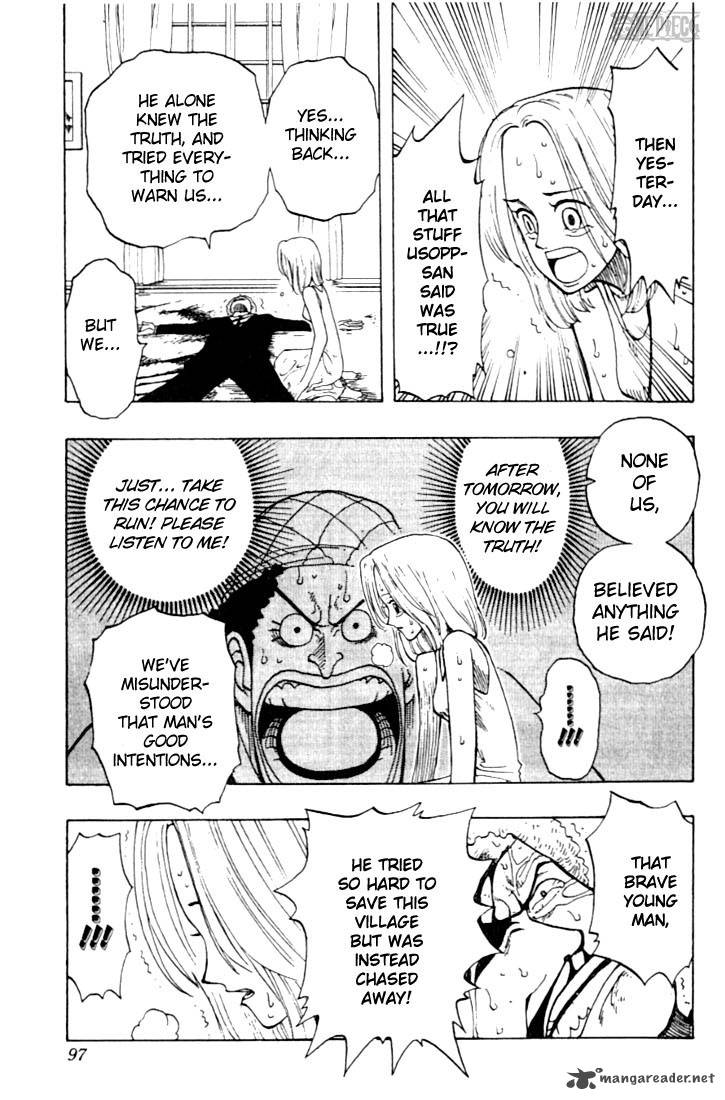 THEN
YES-
TER-
DAY...
ALL
THAT
STUFF
USOPP-
SAN
SAID
WAS
TRUE
...!!?
YES...
THINKING
BACK...
HE ALONE
KNEW THE
TRUTH, AND
TRIED EVERY-
THING TO
WARN US...
BUT
WE...
NONE
OF
US,
BELIEVED
ANYTHING
HE SAID!
AFTER
TOMORROW,
YOU WILL
KNOW THE
TRUTH!
JUST... TAKE
THIS CHANCE TO
RUN! PLEASE
LISTEN TO ME!
.......!!!
WE'VE
MISUNDER-
STOOD
THAT MAN'S
GOOD
INTENTIONS...
THAT
BRAVE
YOUNG
MAN,
HE TRIED
SO HARD TO
SAVE THIS
VILLAGE
BUT WAS
INSTEAD
CHASED
AWAY!
.......!!!
97
mangareader.net